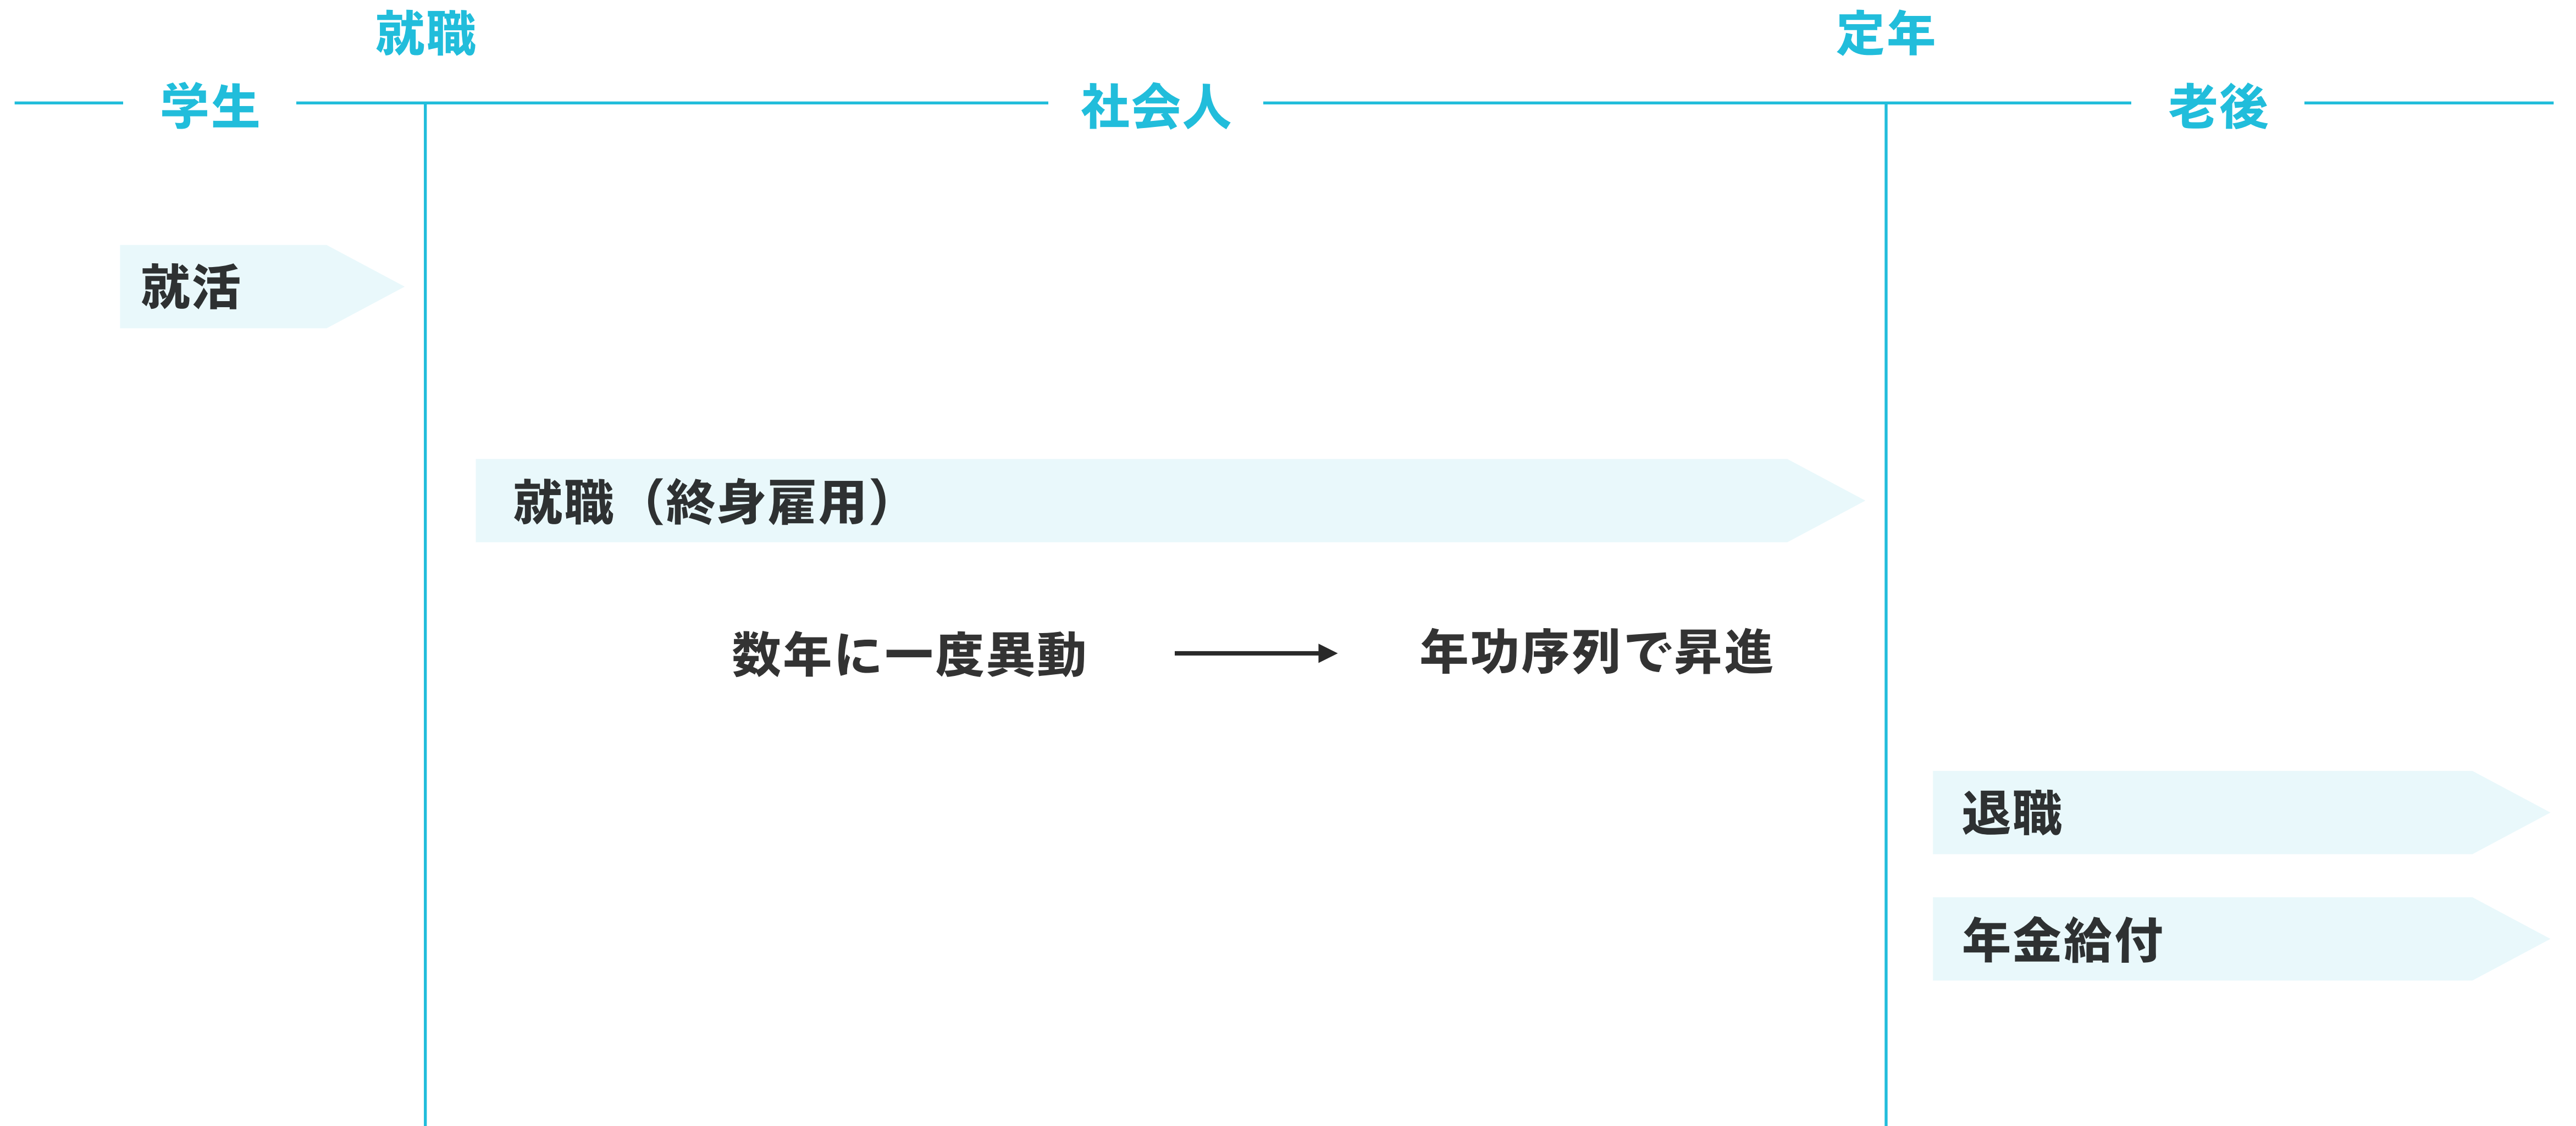 就職
定年
学生
社会人
老後
就活
就職（終身雇用）
数年に一度異動
年功序列で昇進
退職
年金給付